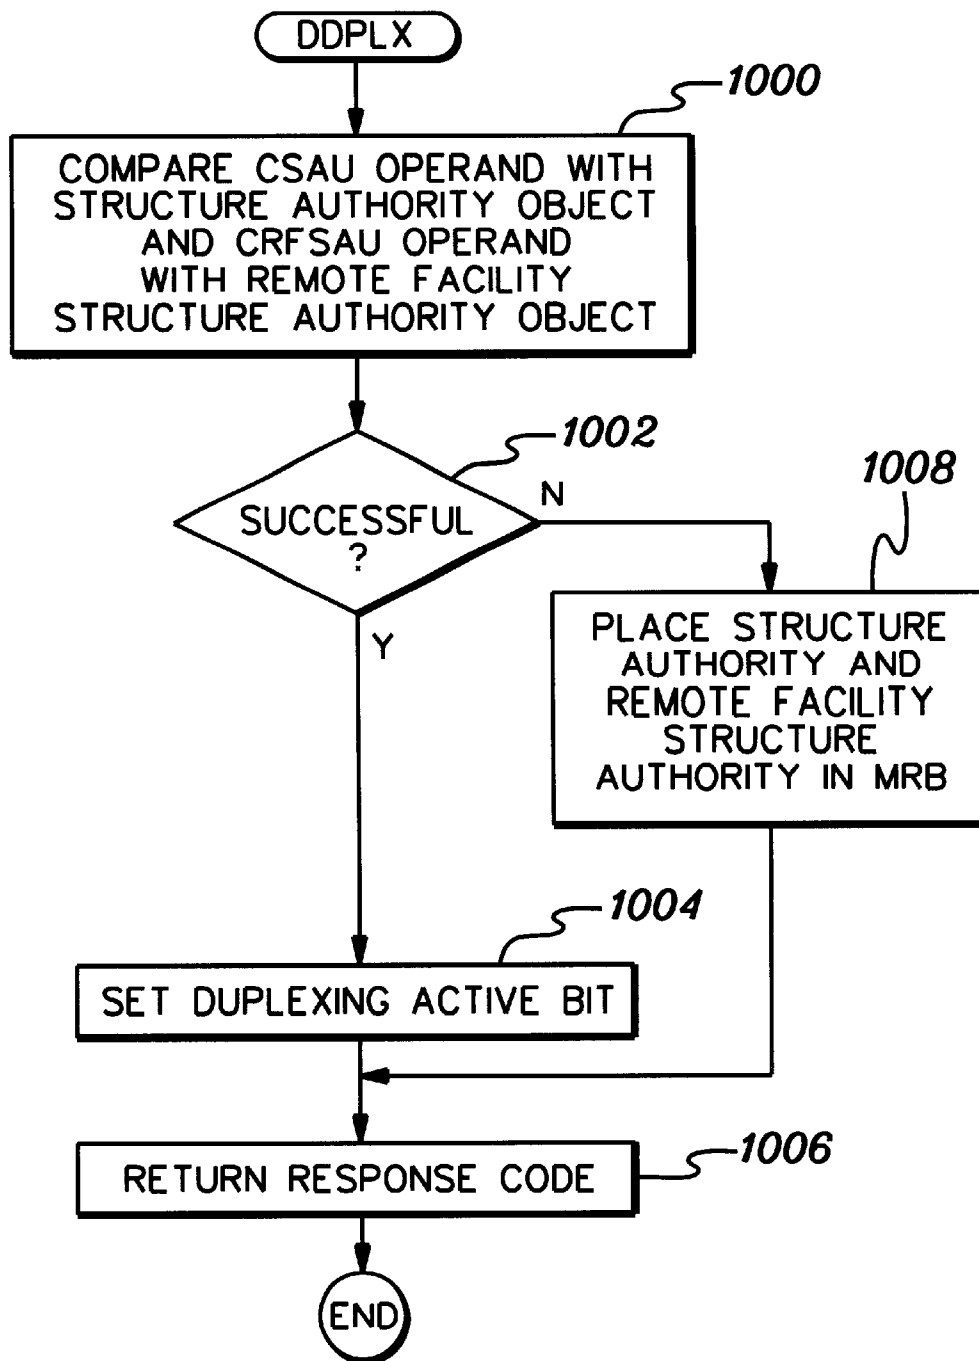 DDPLX
1000
COMPARE CSAU OPERAND WITH
STRUCTURE AUTHORITY OBJECT
AND CRFSAU OPERAND
WITH REMOTE FACILITY
STRUCTURE AUTHORITY OBJECT
1002
SUCCESSFUL
?
N
Y
1008
PLACE STRUCTURE
AUTHORITY AND
REMOTE FACILITY
STRUCTURE
AUTHORITY IN MRB
1004
SET DUPLEXING ACTIVE BIT
1006
RETURN RESPONSE CODE
END